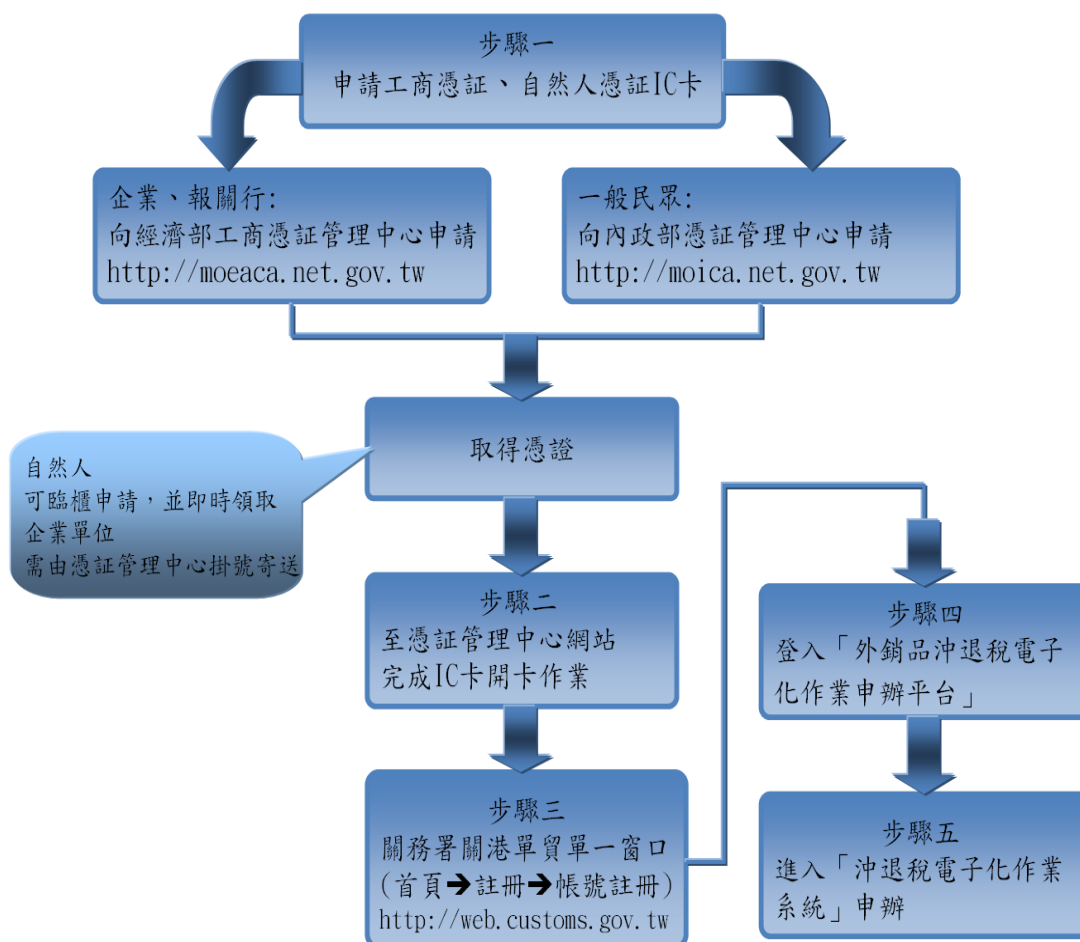 步驟一
申請工商憑証、自然人憑証IC卡
企業、報關行:
向經濟部工商憑証管理中心申請
http://moeaca.net.gov.tw
一般民眾:
向內政部憑証管理中心申請
http://moica.net.gov.tw
取得憑證
自然人
可臨櫃申請，並即時領取
企業單位
需由憑証管理中心掛號寄送
步驟二
至憑証管理中心網站
完成IC卡開卡作業
步驟三
關務署關港單貿單一窗口
(首頁➔註冊➔帳號註冊)
http://web.customs.gov.tw
步驟四
登入「外銷品沖退稅電子
化作業申辦平台」
步驟五
進入「沖退稅電子化作業
系統」申辦